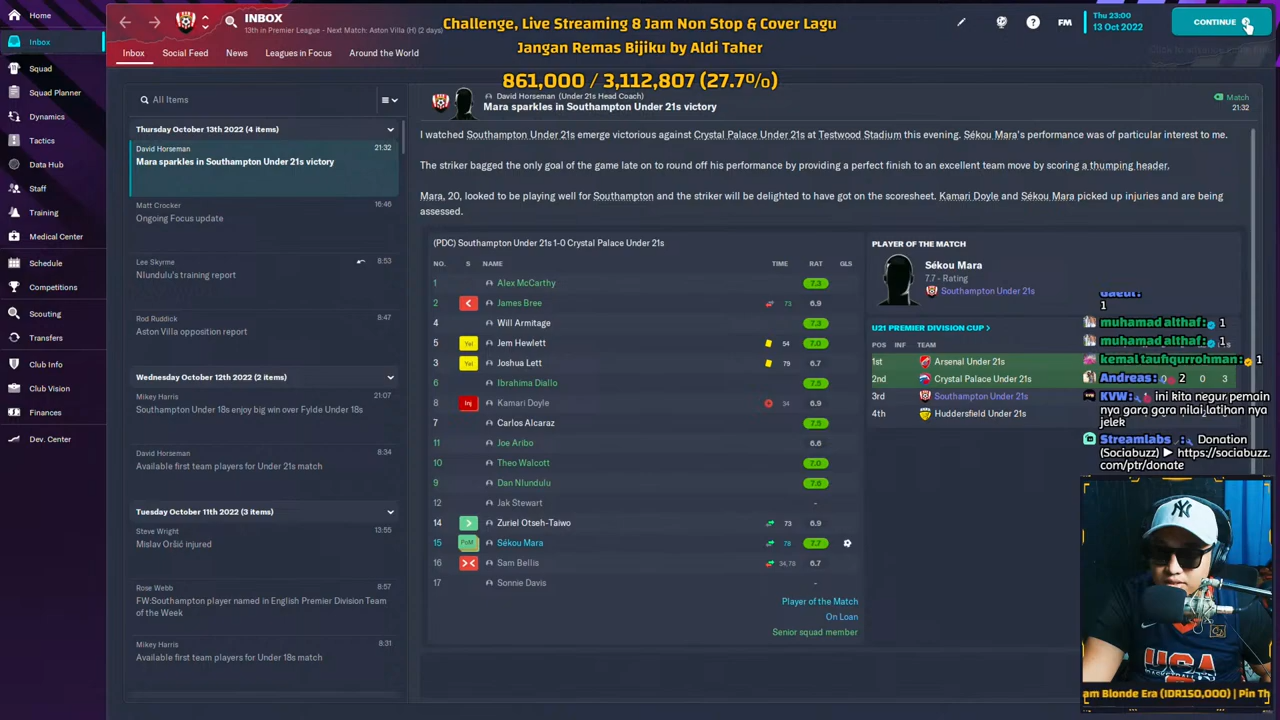 Home
Inbox
Squad
Squad Planner
Dynamics
Tactics
Data Hub
Staff
Training
Medical Center
Schedule
Competitions
Scouting
Transfers
Club Info
Club Vision
Finances
Dev. Center
INBOX
13th in Premier League - Next Match: Aston Villa (H) (2 days)
Challenge, Live Streaming 8 Jam Non Stop & Cover Lagu
Jangan Remas Bijiku by Aldi Taher
861,000 / 3,112,807 (27.7%)
FM
Thu 23:00
13 Oct 2022
CONTINUE
Inbox
Social Feed
News
Leagues in Focus
Around the World
All Items
Thursday October 13th 2022 (4 items)
David Horseman 21:32
Mara sparkles in Southampton Under 21s victory
Matt Crocker 16:46
Ongoing Focus update
Lee Skyrme 8:53
Nlundulu's training report
Rod Ruddick 8:47
Aston Villa opposition report
Wednesday October 12th 2022 (2 items)
Mikey Harris 21:07
Southampton Under 18s enjoy big win over Fylde Under 18s
David Horseman 8:34
Available first team players for Under 21s match
Tuesday October 11th 2022 (3 items)
Steve Wright 13:55
Mislav Oršić injured
Rose Webb 8:57
FW:Southampton player named in English Premier Division Team
of the Week
Mikey Harris 8:31
Available first team players for Under 18s match
David Horseman (Under 21s Head Coach)
Mara sparkles in Southampton Under 21s victory
Match
21:32
I watched Southampton Under 21s emerge victorious against Crystal Palace Under 21s at Testwood Stadium this evening. Sékou Mara's performance was of particular interest to me.
The striker bagged the only goal of the game late on to round off his performance by providing a perfect finish to an excellent team move by scoring a thumping header.
Mara, 20, looked to be playing well for Southampton and the striker will be delighted to have got on the scoresheet. Kamari Doyle and Sékou Mara picked up injuries and are being
assessed.
(PDC) Southampton Under 21s 1-0 Crystal Palace Under 21s
NO. S NAME TIME RAT GLS
1 Alex McCarthy 7.3
2 James Bree 73 6.9
4 Will Armitage 7.3
5 Yel Jem Hewlett 54 7.0
3 Yel Joshua Lett 79 6.7
6 Ibrahima Diallo 7.5
8 Inj Kamari Doyle 34 6.9
7 Carlos Alcaraz 7.5
11 Joe Aribo 6.6
10 Theo Walcott 7.0
9 Dan Nlundulu 7.5
12 Jak Stewart -
14 Zuriel Otseh-Taiwo 73 6.9
15 PoM Sékou Mara 78 7.7
16 Sam Bellis 34,78 6.7
17 Sonnie Davis -
Player of the Match
On Loan
Senior squad member
PLAYER OF THE MATCH
Sékou Mara
7.7 - Rating
Southampton Under 21s
U21 PREMIER DIVISION CUP >
POS INF TEAM
1st Arsenal Under 21s
2nd Crystal Palace Under 21s 0 3
3rd Southampton Under 21s
4th Huddersfield Under 21s
1
muhamad althaf : 1
muhamad althaf : 1
kemal taufiqurrohman : 1
Andreas : 2
KVW : ini kita negur pemain
nya gara gara nilai latihan nya
jelek
Streamlabs : Donation
(Sociabuzz) ► https://sociabuzz.
com/ptr/donate
USA
am Blonde Era (IDR150,000) | Pin Th